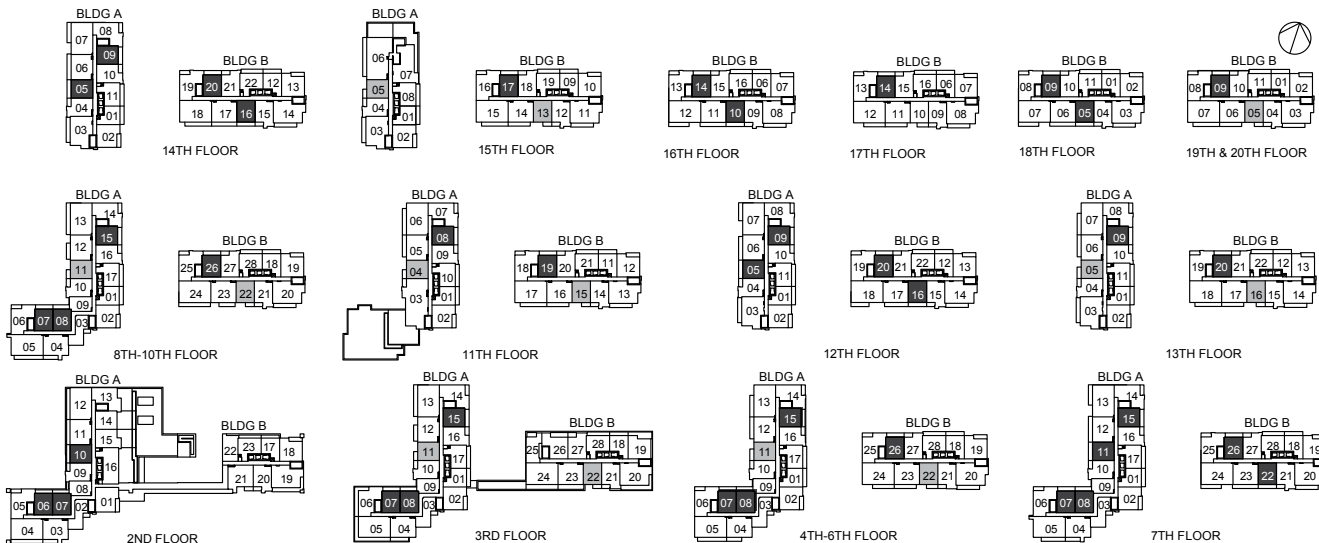 BLDG A
07 08
09
06
10
05
11
04
01
03
02
BLDG B
19 20 21 22 12 13
18 17 16 15 14
14TH FLOOR
BLDG A
06
07
05
08
04
01
03
02
BLDG B
16 17 18 19 09 10
15 14 13 12 11
15TH FLOOR
BLDG B
13 14 15 16 06 07
12 11 10 09 08
16TH FLOOR
BLDG B
13 14 15 16 06 07
12 11 10 09 08
17TH FLOOR
BLDG B
08 09 10 11 01 02
07 06 05 04 03
18TH FLOOR
BLDG B
08 09 10 11 01 02
07 06 05 04 03
19TH & 20TH FLOOR
BLDG A
13 14
15
12
16
11
17
10
01
09
02
06 07 08 03
05 04
BLDG B
25 26 27 28 18 19
24 23 22 21 20
8TH-10TH FLOOR
BLDG A
07
06
08
05
09
04
10
01
03
02
BLDG B
18 19 20 21 11 12
17 16 15 14 13
11TH FLOOR
BLDG A
07 08
09
06
10
05
11
04
01
03
02
BLDG B
19 20 21 22 12 13
18 17 16 15 14
12TH FLOOR
BLDG A
07 08
09
06
10
05
11
04
01
03
02
BLDG B
19 20 21 22 12 13
18 17 16 15 14
13TH FLOOR
BLDG A
12 13
14
11
15
10
16
09
08
05 06 07 02 01
04 03
BLDG B
22 23 17 18
21 20 19
2ND FLOOR
BLDG A
13 14
15
12
16
11
17
10
01
09
02
06 07 08 03
05 04
BLDG B
25 26 27 28 18 19
24 23 22 21 20
3RD FLOOR
BLDG A
13 14
15
12
16
11
17
10
01
09
02
06 07 08 03
05 04
BLDG B
25 26 27 28 18 19
24 23 22 21 20
4TH-6TH FLOOR
BLDG A
13 14
15
12
16
11
17
10
01
09
02
06 07 08 03
05 04
BLDG B
25 26 27 28 18 19
24 23 22 21 20
7TH FLOOR